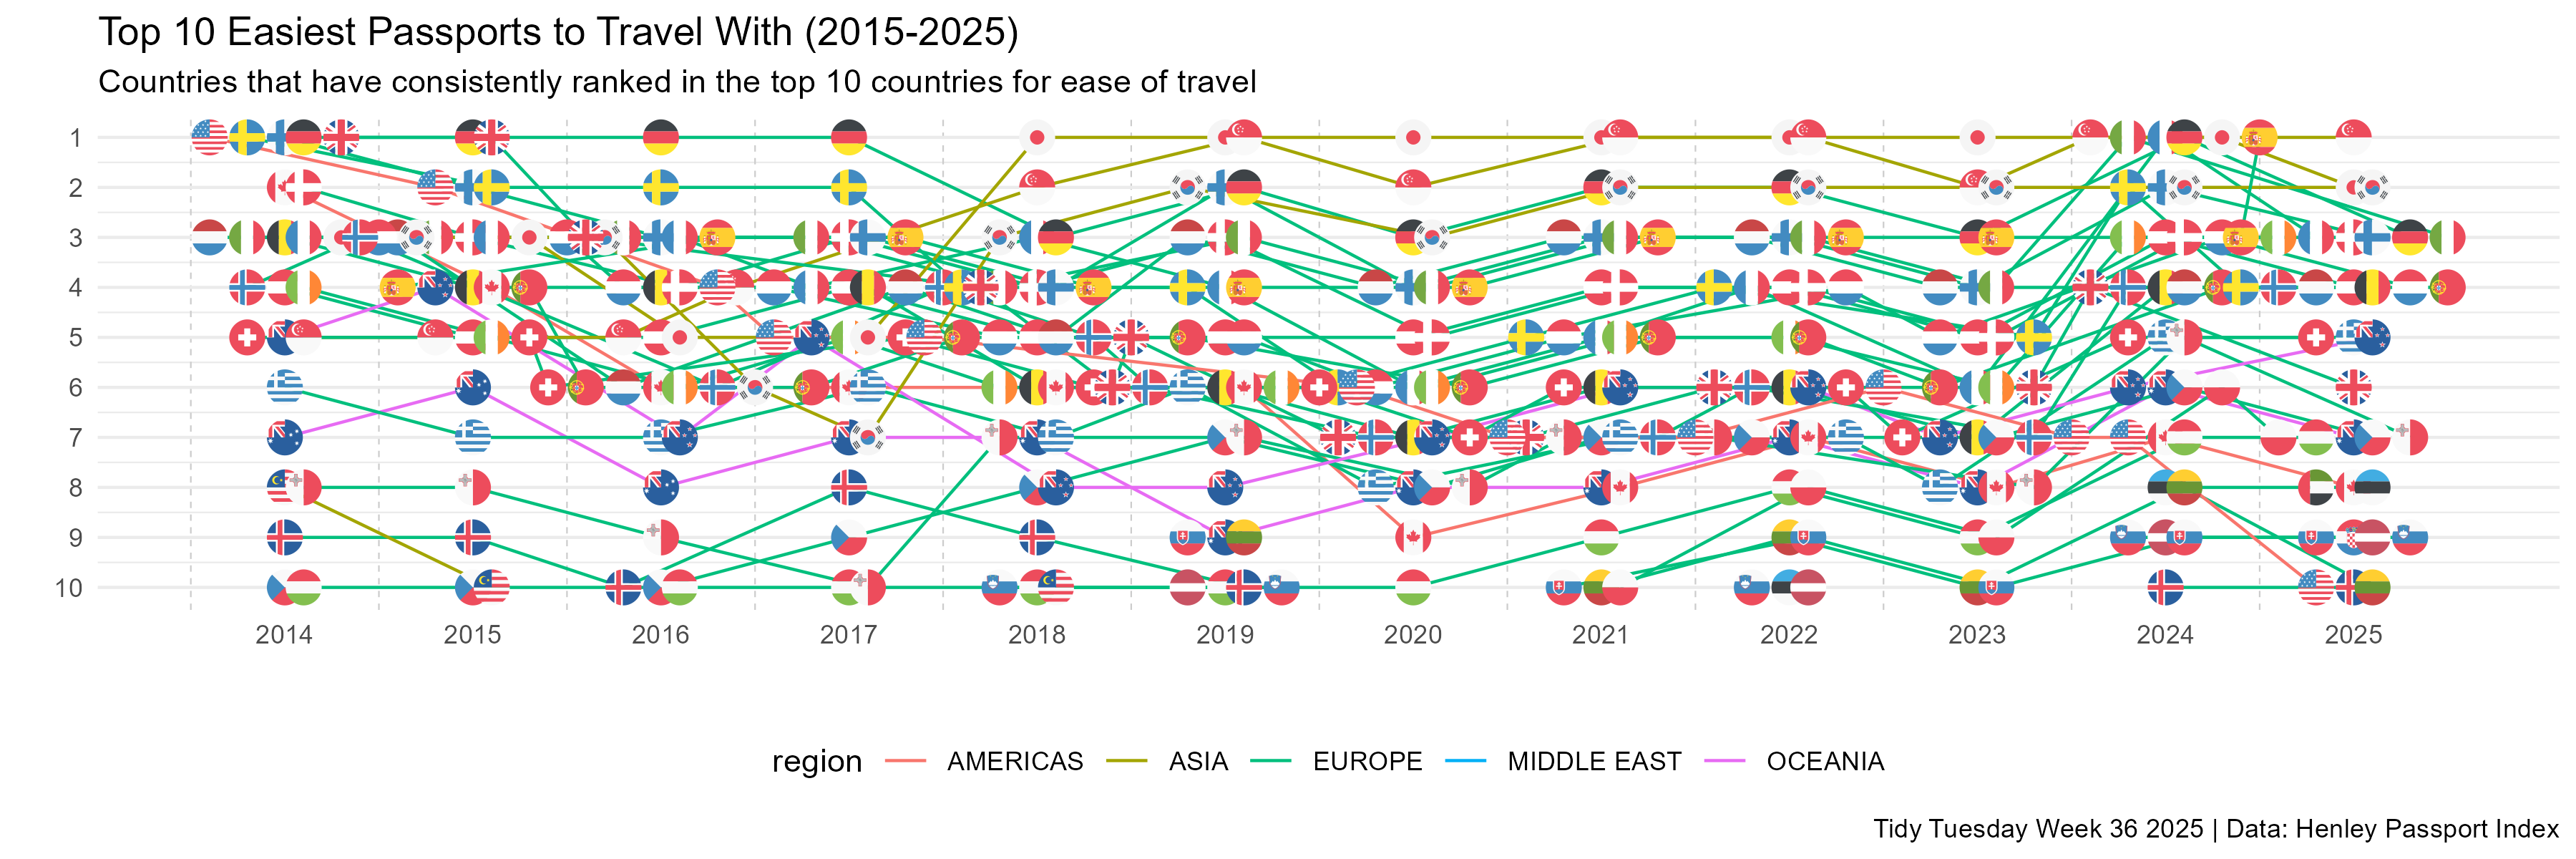 Top 10 Easiest Passports to Travel With (2015-2025)
Countries that have consistently ranked in the top 10 countries for ease of travel
1
2
3
4
5
6
7
8
9
10
2014 2015 2016 2017 2018 2019 2020 2021 2022 2023 2024 2025
region AMERICAS ASIA EUROPE MIDDLE EAST OCEANIA
Tidy Tuesday Week 36 2025 | Data: Henley Passport Index